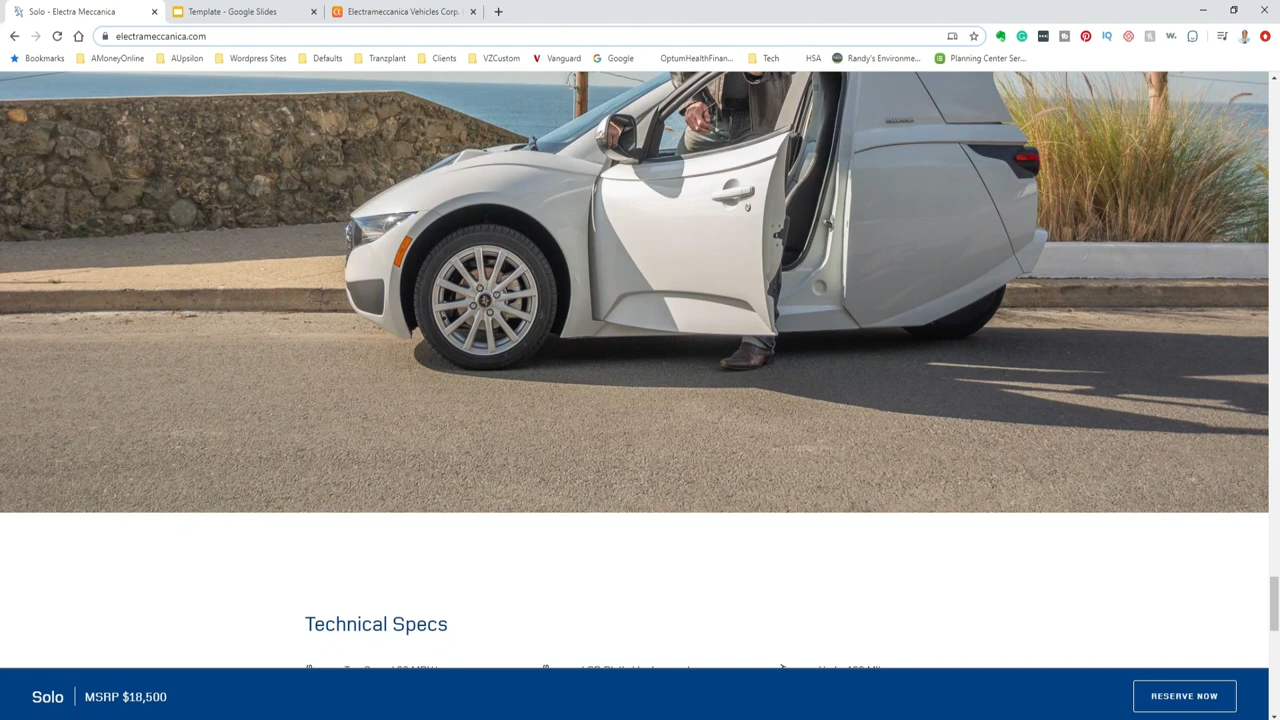 Solo - Electra Meccanica
Template - Google Slides
Electrameccanica Vehicles Corp.
electrameccanica.com
Bookmarks AMoneyOnline AUpsilon Wordpress Sites Defaults Tranzplant Clients VZCustom Vanguard Google OptumHealthFinan... Tech HSA Randy's Environme... Planning Center Ser...
Technical Specs
Solo MSRP $18,500
RESERVE NOW